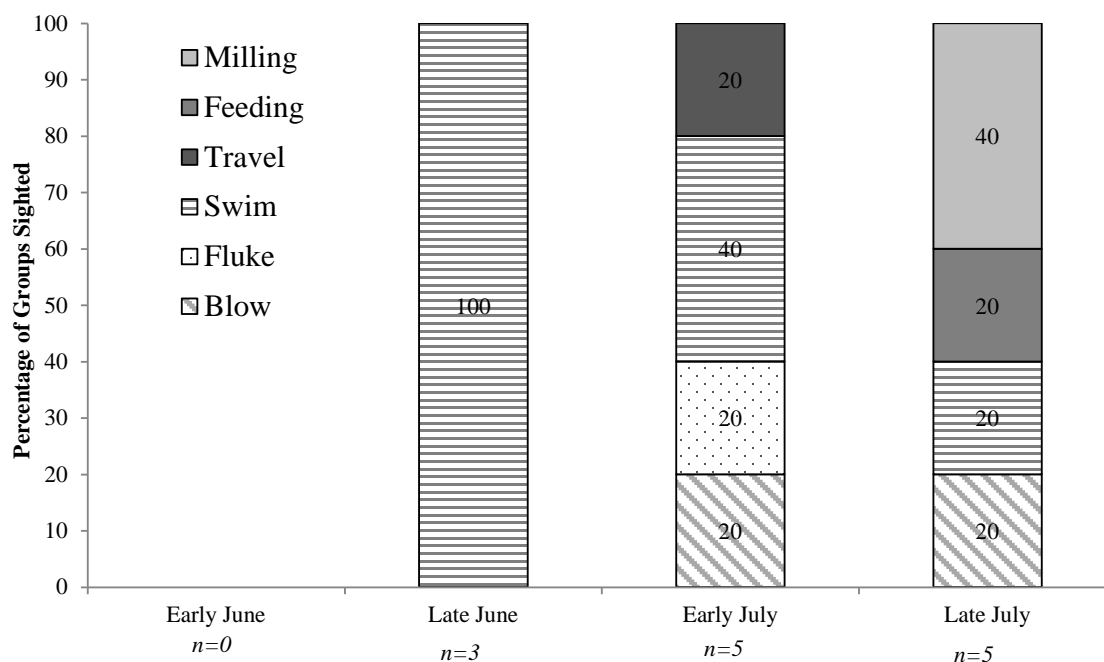 Percentage of Groups Sighted
100
90
80
70
60
50
40
30
20
10
0
Milling
Feeding
Travel
Swim
Fluke
Blow
100
20
40
20
20
40
20
20
20
Early June
n=0
Late June
n=3
Early July
n=5
Late July
n=5